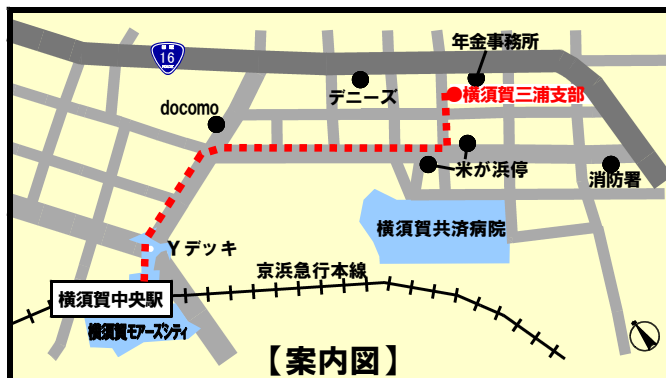 16
年金事務所
デニーズ
横須賀三浦支部
docomo
米が浜停
消防署
横須賀共済病院
Yデッキ
京浜急行本線
横須賀中央駅
横須賀モアーズシティ
【案内図】